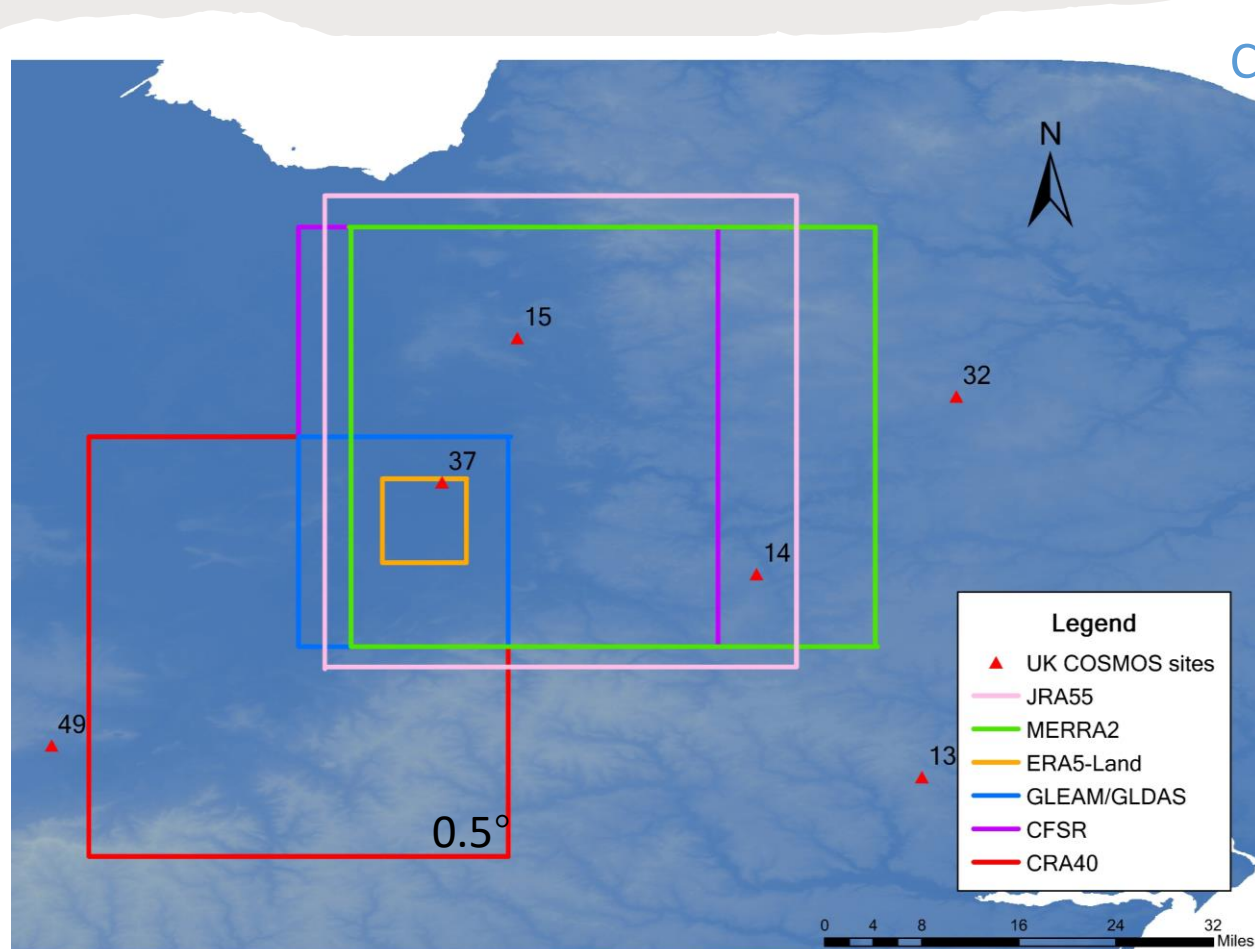 C
N
15
32
37
14
49
13
0.5°
Legend
UK COSMOS sites
JRA55
MERRA2
ERA5-Land
GLEAM/GLDAS
CFSR
CRA40
0 4 8 16 24 32
Miles